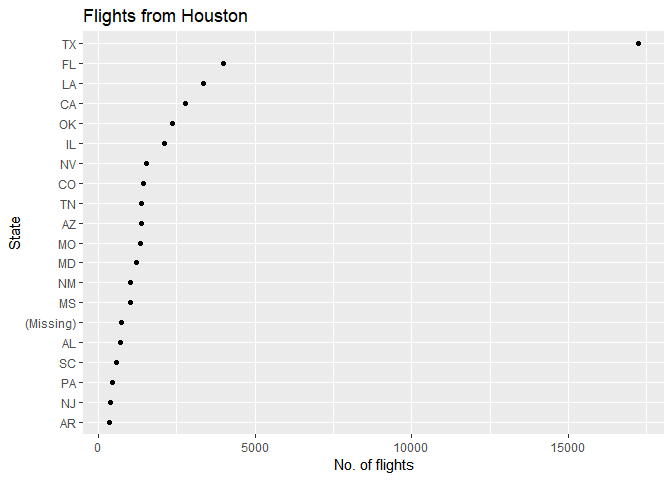 Flights from Houston
TX
FL
LA
CA
OK
IL
NV
CO
TN
AZ
MO
MD
NM
MS
(Missing)
AL
SC
PA
NJ
AR
State
0 5000 10000 15000
No. of flights